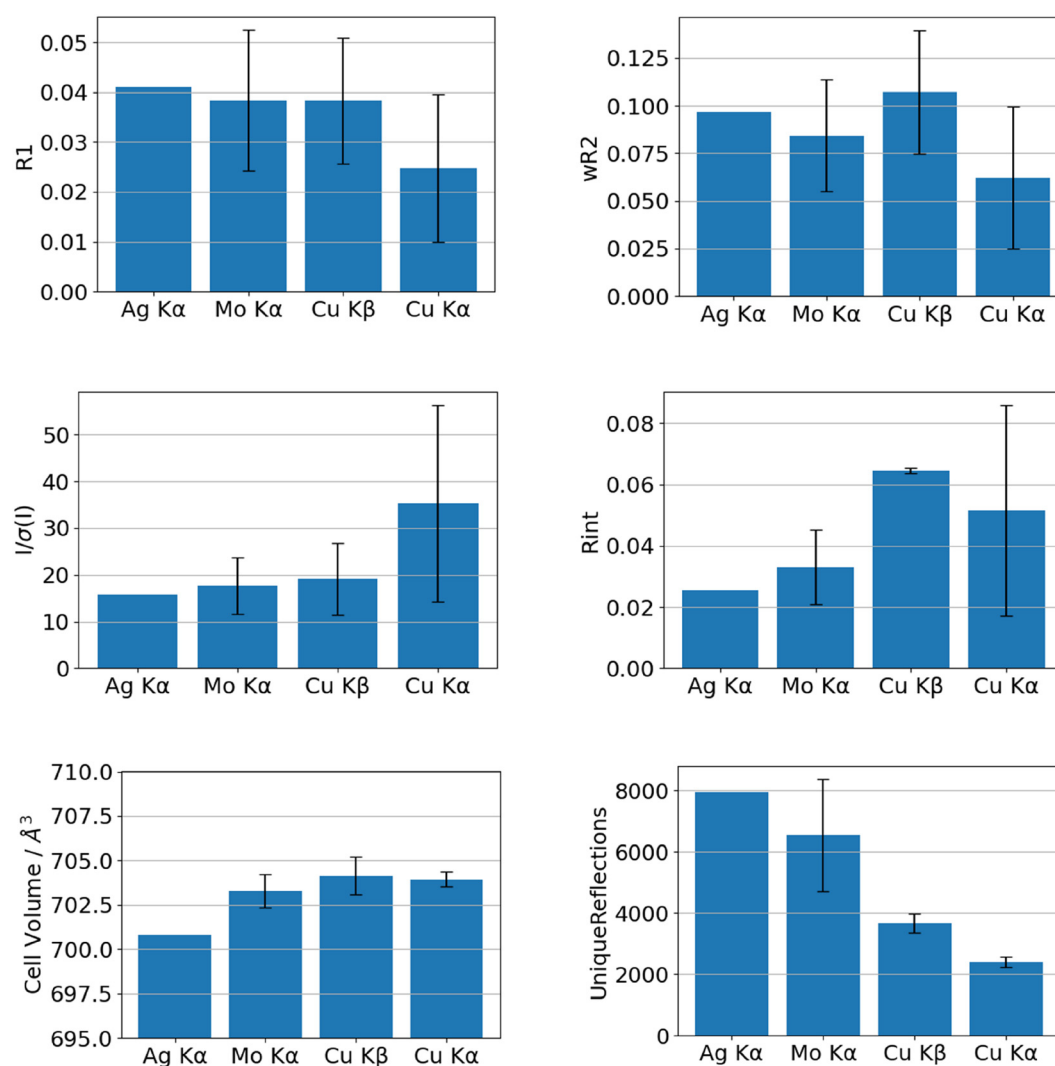 R1
0.05
0.04
0.03
0.02
0.01
0.00
Ag Kα Mo Kα Cu Kβ Cu Kα
wR2
0.125
0.100
0.075
0.050
0.025
0.000
Ag Kα Mo Kα Cu Kβ Cu Kα
I/σ(I)
50
40
30
20
10
0
Ag Kα Mo Kα Cu Kβ Cu Kα
Rint
0.08
0.06
0.04
0.02
0.00
Ag Kα Mo Kα Cu Kβ Cu Kα
Cell Volume / Å³
710.0
707.5
705.0
702.5
700.0
697.5
695.0
Ag Kα Mo Kα Cu Kβ Cu Kα
UniqueReflections
8000
6000
4000
2000
0
Ag Kα Mo Kα Cu Kβ Cu Kα